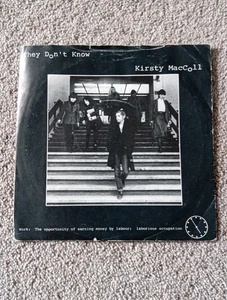 They Don't Know
Kirsty MacColl
work: The opportunity of earning money by labour: laborious occupation